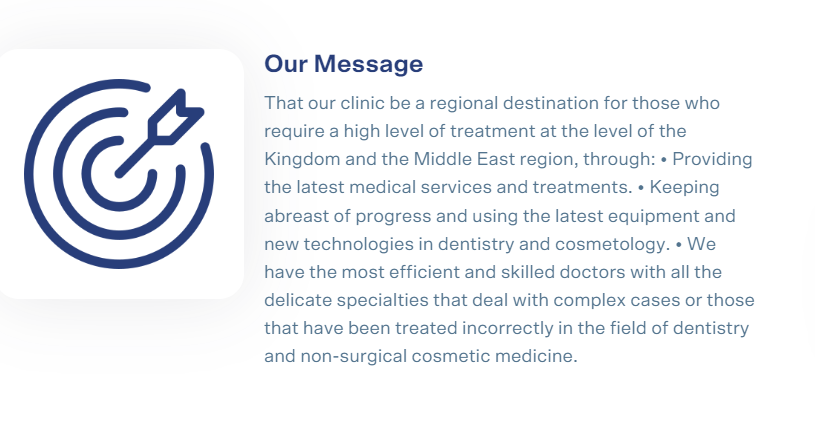 Our Message
That our clinic be a regional destination for those who
require a high level of treatment at the level of the
Kingdom and the Middle East region, through: • Providing
the latest medical services and treatments. • Keeping
abreast of progress and using the latest equipment and
new technologies in dentistry and cosmetology. • We
have the most efficient and skilled doctors with all the
delicate specialties that deal with complex cases or those
that have been treated incorrectly in the field of dentistry
and non-surgical cosmetic medicine.